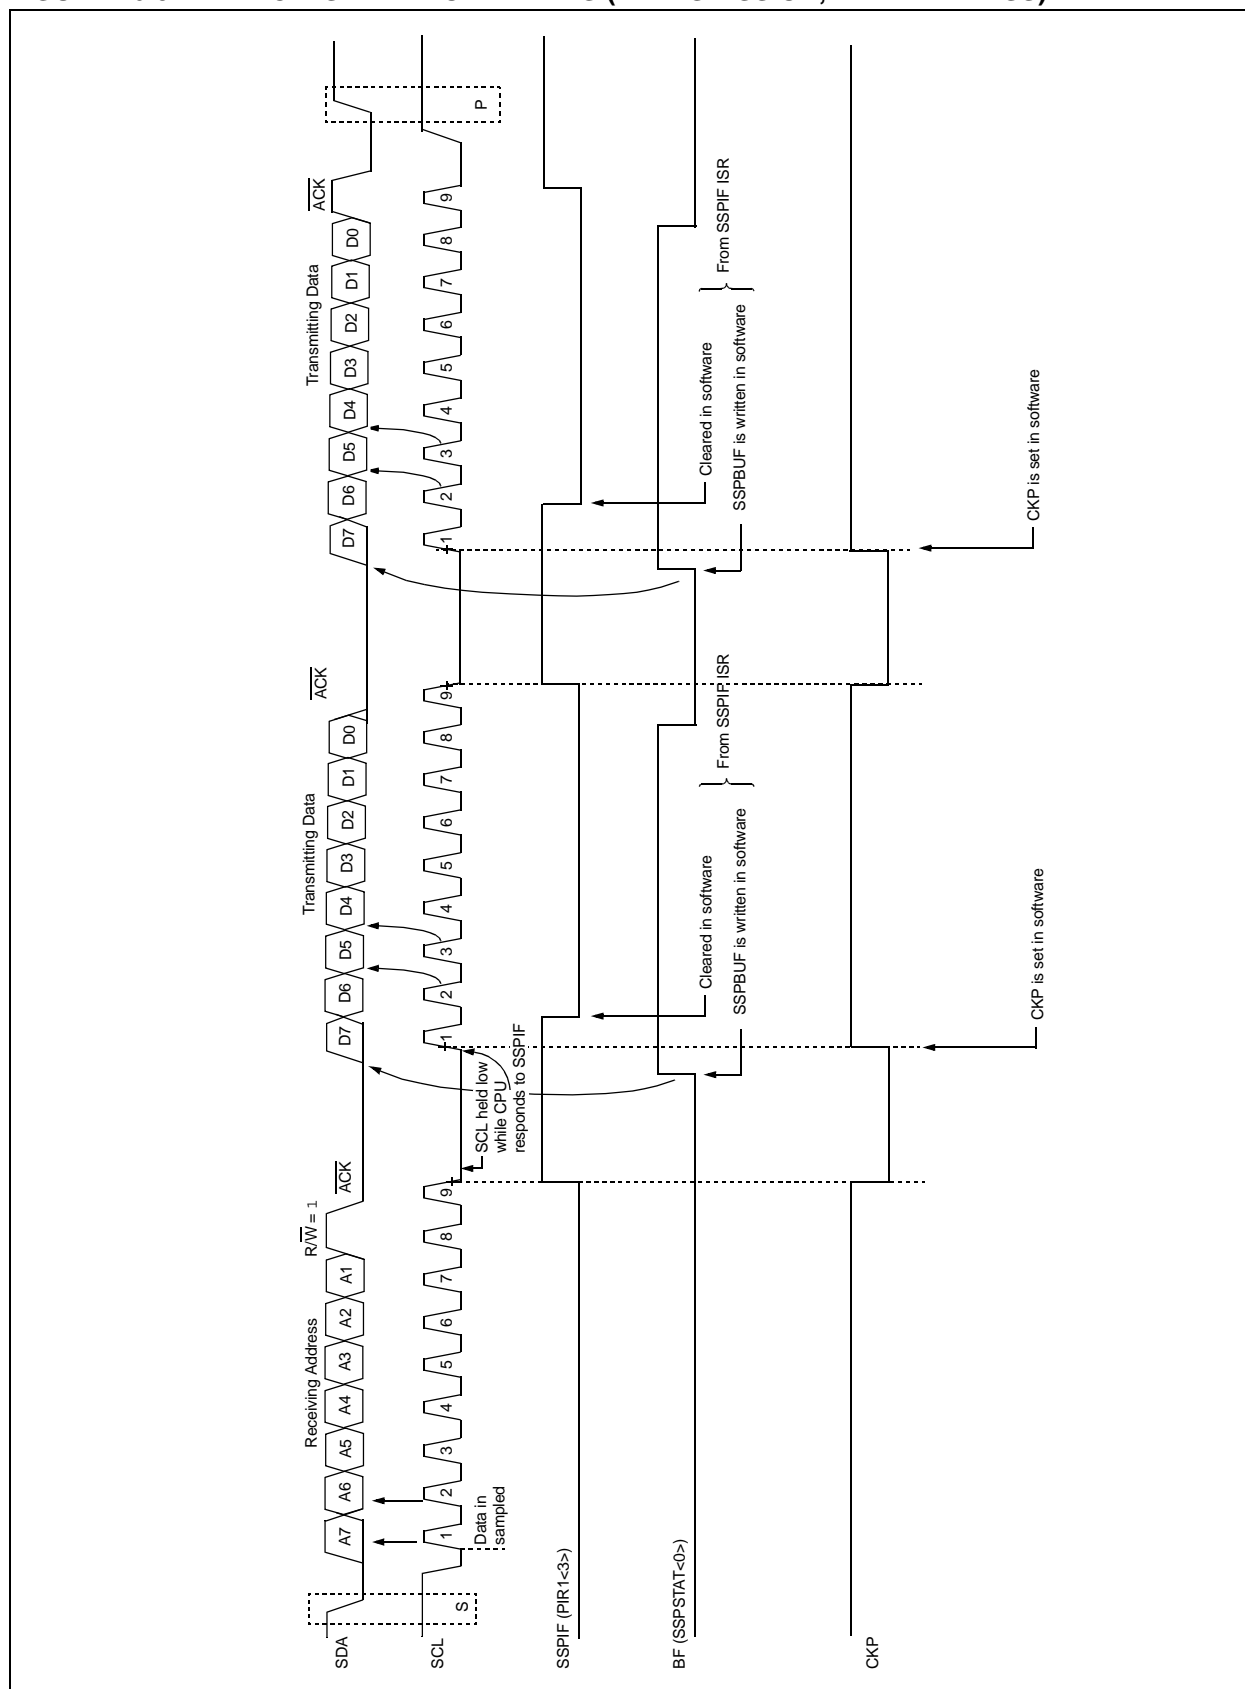 Receiving Address
R/W = 1
ACK
Transmitting Data
ACK
Transmitting Data
ACK
SDA
A7 A6 A5 A4 A3 A2 A1
D7 D6 D5 D4 D3 D2 D1 D0
D7 D6 D5 D4 D3 D2 D1 D0
SCL
S
1 2 3 4 5 6 7 8 9
1 2 3 4 5 6 7 8 9
1 2 3 4 5 6 7 8 9
P
Data in
sampled
SCL held low
while CPU
responds to SSPIF
SSPIF (PIR1<3>)
BF (SSPSTAT<0>)
Cleared in software
SSPBUF is written in software
From SSPIF ISR
Cleared in software
SSPBUF is written in software
From SSPIF ISR
CKP
CKP is set in software
CKP is set in software